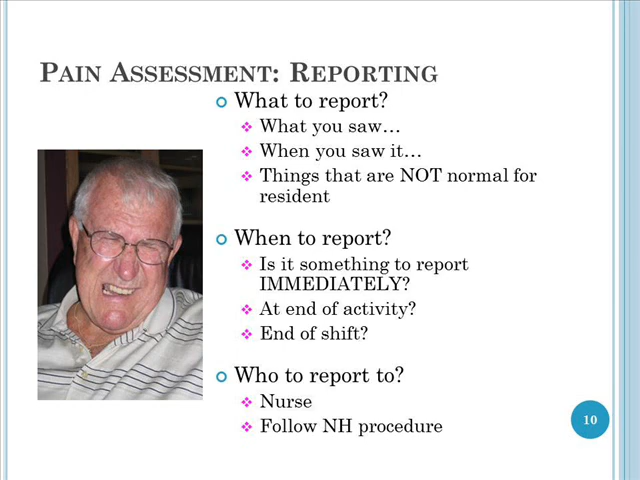 PAIN ASSESSMENT: REPORTING
What to report?
What you saw…
When you saw it…
Things that are NOT normal for
resident
When to report?
Is it something to report
IMMEDIATELY?
At end of activity?
End of shift?
Who to report to?
Nurse
Follow NH procedure
10